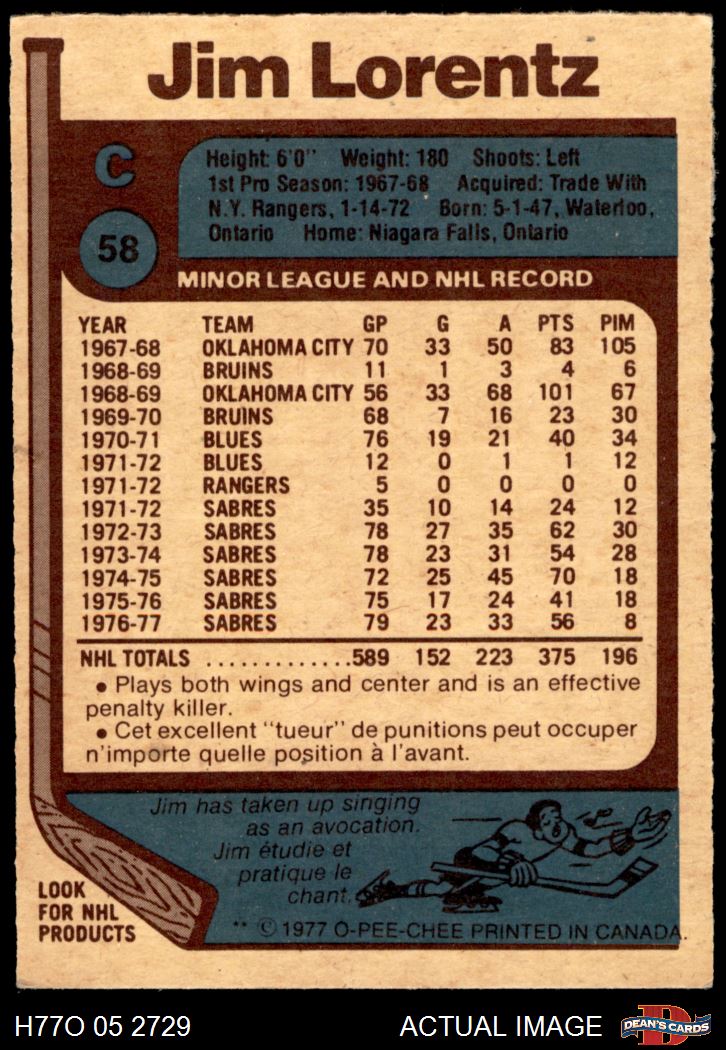 Jim Lorentz
C
58
Height: 6'0" Weight: 180 Shoots: Left
1st Pro Season: 1967-68 Acquired: Trade With
N.Y. Rangers, 1-14-72 Born: 5-1-47, Waterloo,
Ontario Home: Niagara Falls, Ontario
MINOR LEAGUE AND NHL RECORD
YEAR TEAM GP G A PTS PIM
1967-68 OKLAHOMA CITY 70 33 50 83 105
1968-69 BRUINS 11 1 3 4 6
1968-69 OKLAHOMA CITY 56 33 68 101 67
1969-70 BRUINS 68 7 16 23 30
1970-71 BLUES 76 19 21 40 34
1971-72 BLUES 12 0 1 1 12
1971-72 RANGERS 5 0 0 0 0
1971-72 SABRES 35 10 14 24 12
1972-73 SABRES 78 27 35 62 30
1973-74 SABRES 78 23 31 54 28
1974-75 SABRES 72 25 45 70 18
1975-76 SABRES 75 17 24 41 18
1976-77 SABRES 79 23 33 56 8
NHL TOTALS .............589 152 223 375 196
• Plays both wings and center and is an effective
penalty killer.
• Cet excellent "tueur" de punitions peut occuper
n'importe quelle position à l'avant.
Jim has taken up singing
as an avocation.
Jim étudie et
pratique le
chant.
LOOK
FOR NHL
PRODUCTS
** © 1977 O-PEE-CHEE PRINTED IN CANADA.
H77O 05 2729 ACTUAL IMAGE D DEAN'S CARDS